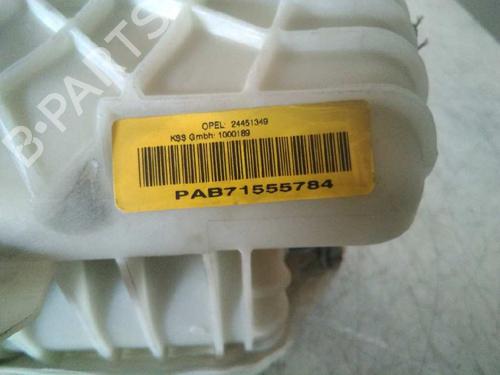 B-PARTS
OPEL: 24451349
KSS Gmbh: 1000189
PAB71555784